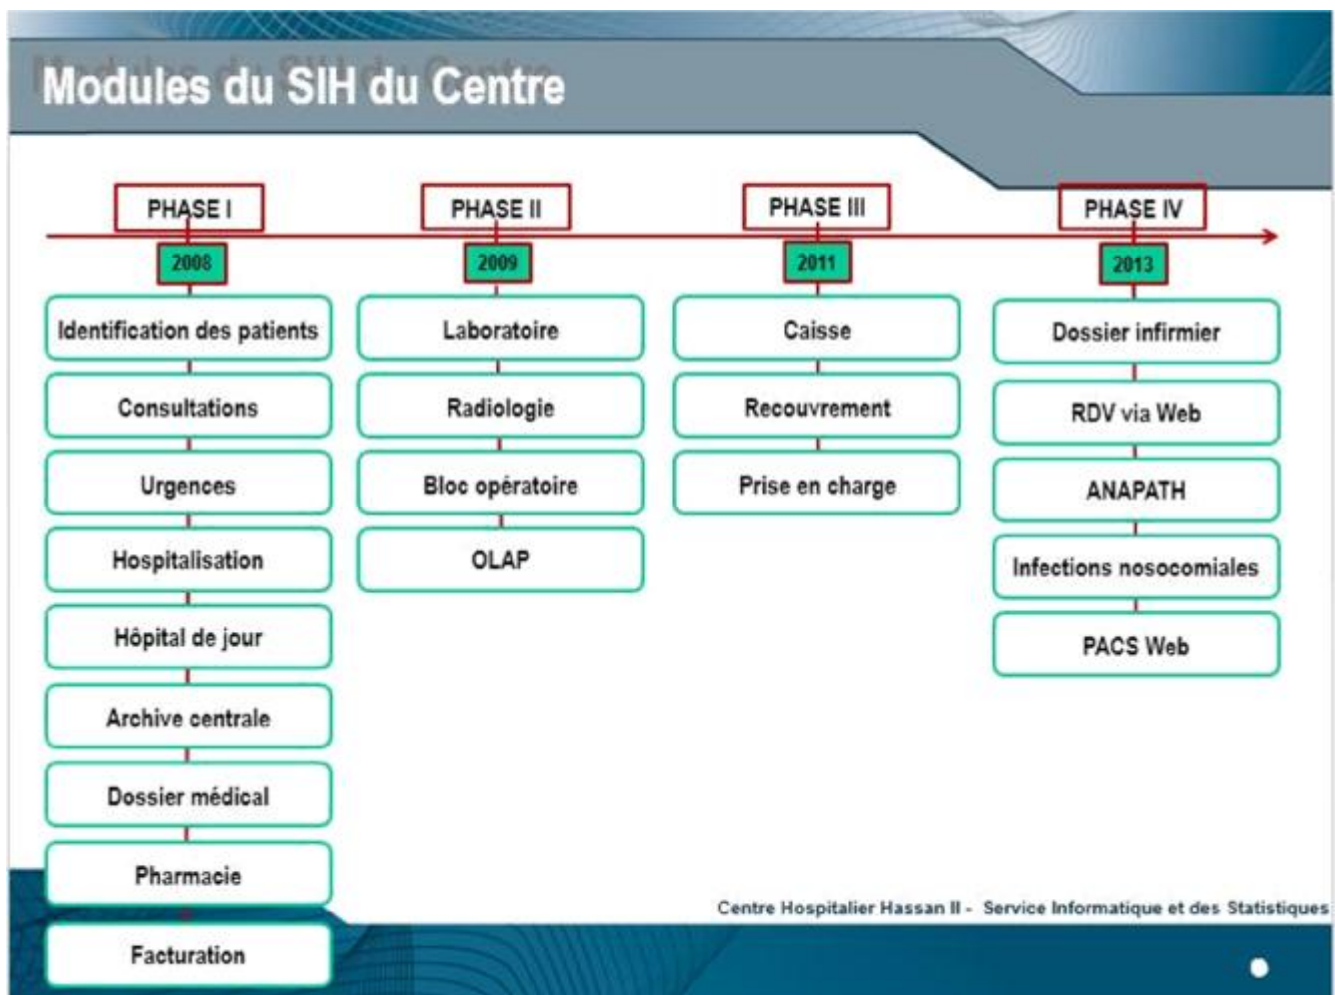 Modules du SIH du Centre
PHASE I
2008
Identification des patients
Consultations
Urgences
Hospitalisation
Hôpital de jour
Archive centrale
Dossier médical
Pharmacie
Facturation
PHASE II
2009
Laboratoire
Radiologie
Bloc opératoire
OLAP
PHASE III
2011
Caisse
Recouvrement
Prise en charge
PHASE IV
2013
Dossier infirmier
RDV via Web
ANAPATH
Infections nosocomiales
PACS Web
Centre Hospitalier Hassan II - Service Informatique et des Statistiques